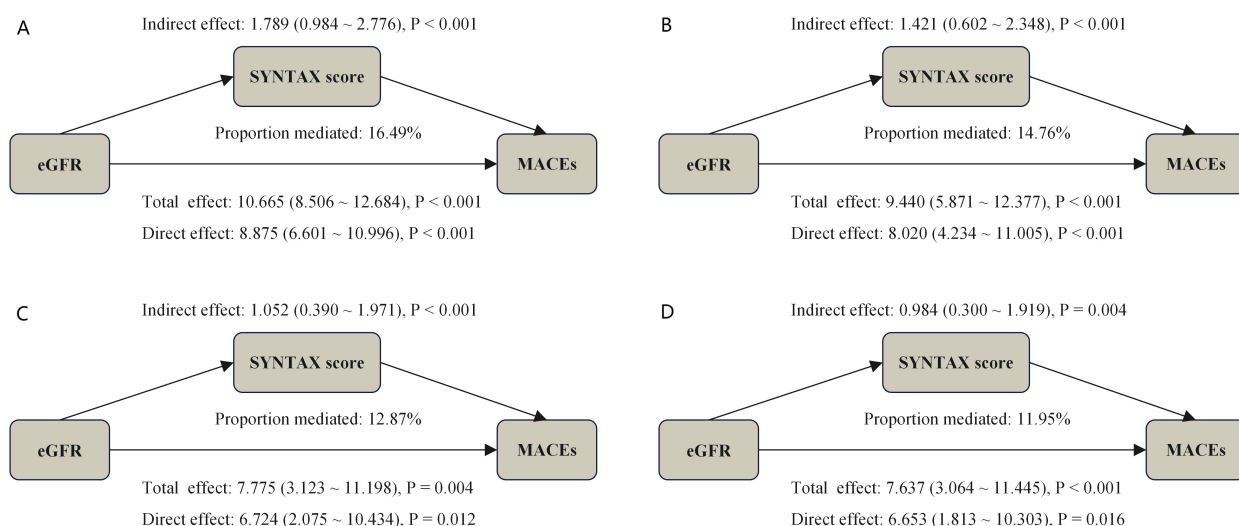 A
Indirect effect: 1.789 (0.984 ~ 2.776), P < 0.001
SYNTAX score
Proportion mediated: 16.49%
eGFR
MACEs
Total effect: 10.665 (8.506 ~ 12.684), P < 0.001
Direct effect: 8.875 (6.601 ~ 10.996), P < 0.001
B
Indirect effect: 1.421 (0.602 ~ 2.348), P < 0.001
SYNTAX score
Proportion mediated: 14.76%
eGFR
MACEs
Total effect: 9.440 (5.871 ~ 12.377), P < 0.001
Direct effect: 8.020 (4.234 ~ 11.005), P < 0.001
C
Indirect effect: 1.052 (0.390 ~ 1.971), P < 0.001
SYNTAX score
Proportion mediated: 12.87%
eGFR
MACEs
Total effect: 7.775 (3.123 ~ 11.198), P = 0.004
Direct effect: 6.724 (2.075 ~ 10.434), P = 0.012
D
Indirect effect: 0.984 (0.300 ~ 1.919), P = 0.004
SYNTAX score
Proportion mediated: 11.95%
eGFR
MACEs
Total effect: 7.637 (3.064 ~ 11.445), P < 0.001
Direct effect: 6.653 (1.813 ~ 10.303), P = 0.016